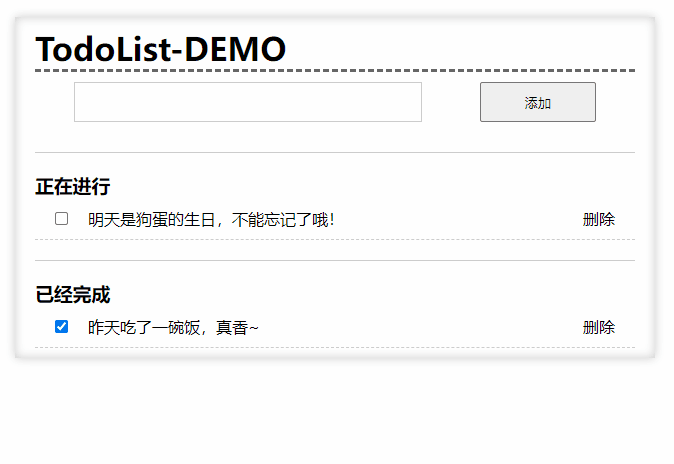 TodoList-DEMO
添加
正在进行
明天是狗蛋的生日，不能忘记了哦！
删除
已经完成
昨天吃了一碗饭，真香~
删除